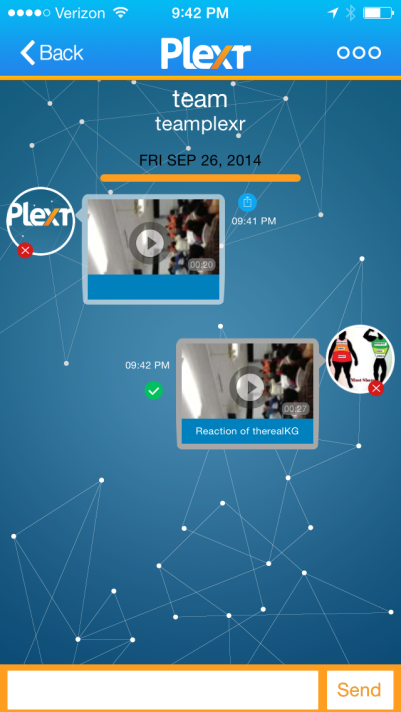 Verizon 9:42 PM
Back Plexr
team
teamplexr
FRI SEP 26, 2014
Plexr
09:41 PM
00:20
09:42 PM
00:27
Reaction of therealKG
Send